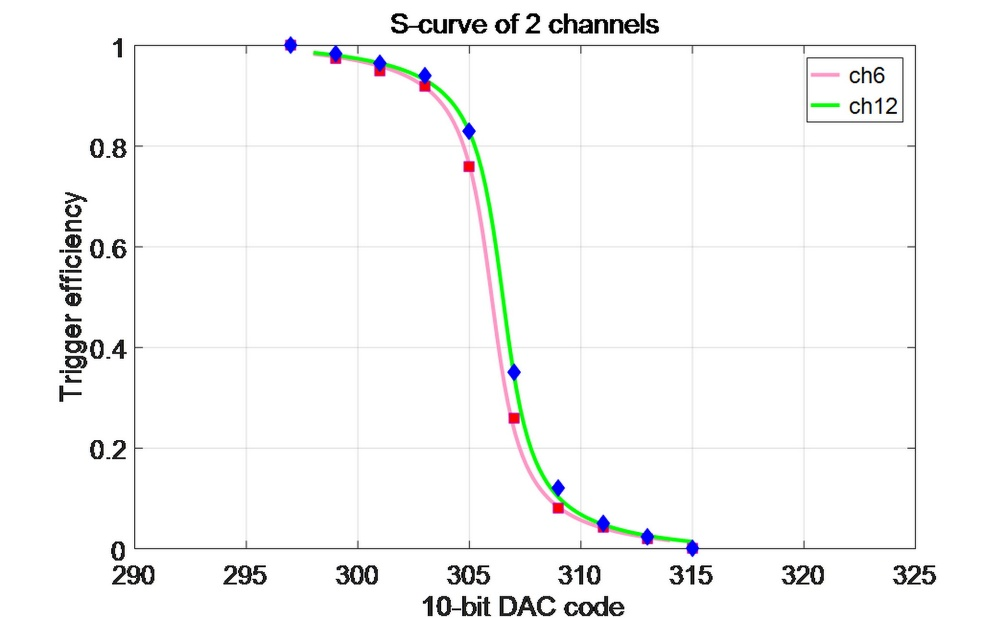 S-curve of 2 channels
1
0.8
0.6
0.4
0.2
0
Trigger efficiency
ch6
ch12
290 295 300 305 310 315 320 325
10-bit DAC code